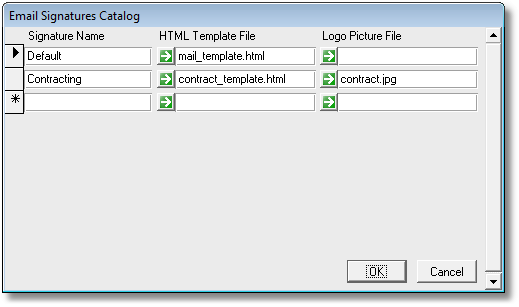 Email Signatures Catalog
Signature Name HTML Template File Logo Picture File
Default mail_template.html
Contracting contract_template.html contract.jpg
OK Cancel